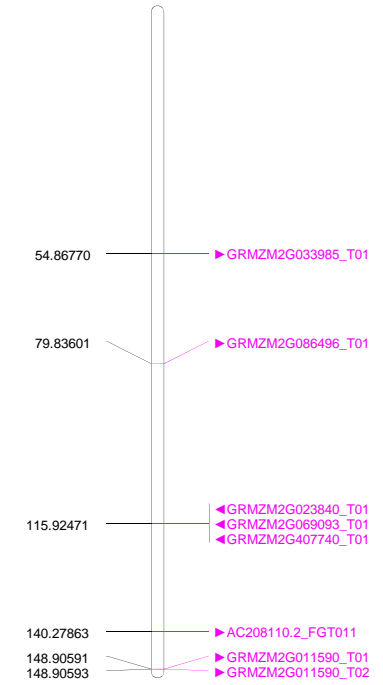 54.86770 ►GRMZM2G033985_T01
79.83601 ►GRMZM2G086496_T01
◄GRMZM2G023840_T01
115.92471 ◄GRMZM2G069093_T01
◄GRMZM2G407740_T01
140.27863 ►AC208110.2_FGT011
148.90591 ►GRMZM2G011590_T01
148.90593 ►GRMZM2G011590_T02